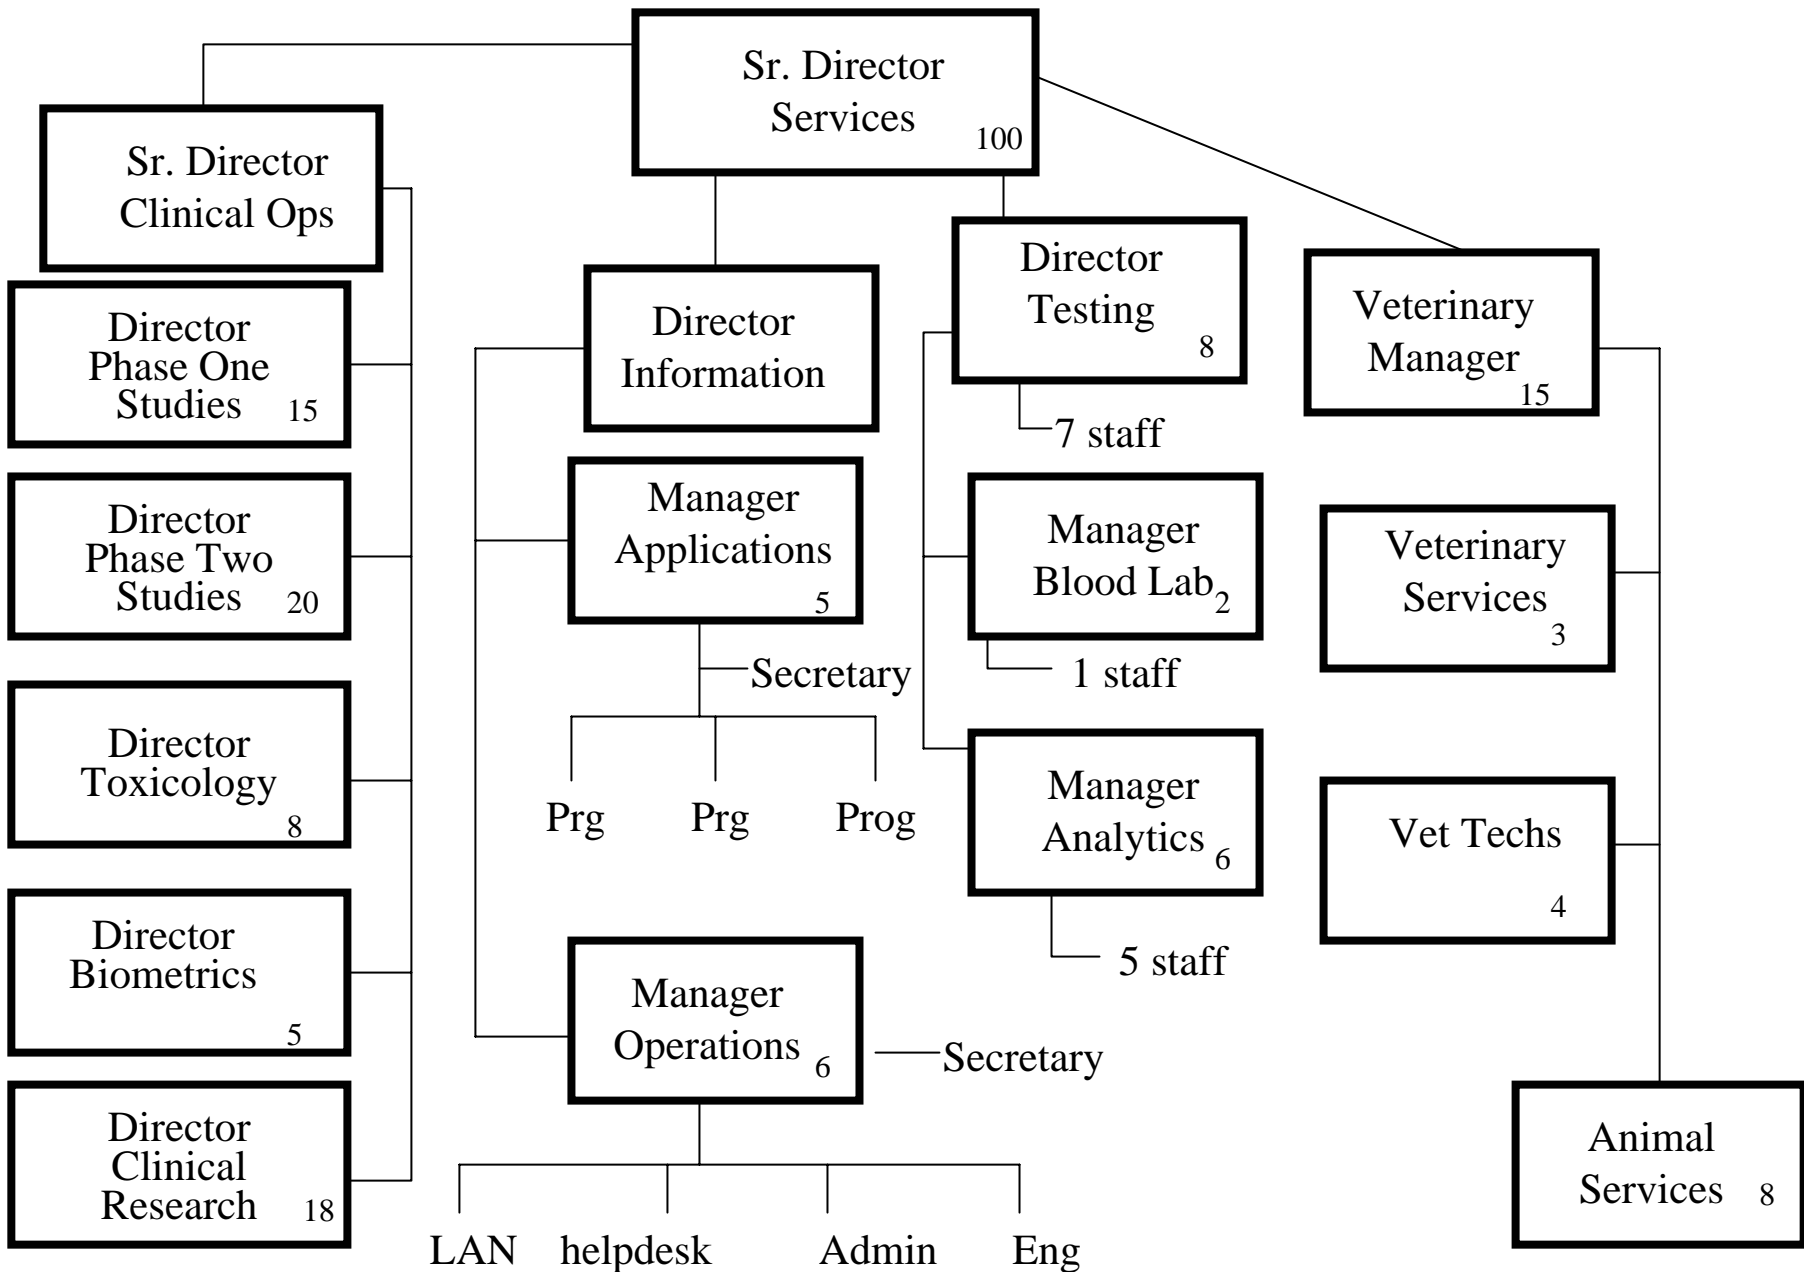 Sr. Director
Services
100
Sr. Director
Clinical Ops
Director
Phase One
Studies 15
Director
Phase Two
Studies 20
Director
Toxicology
8
Director
Biometrics
5
Director
Clinical
Research 18
Director
Information
Manager
Applications
5
Secretary
Prg Prg Prog
Manager
Operations 6
Secretary
LAN helpdesk Admin Eng
Director
Testing
8
7 staff
Manager
Blood Lab 2
1 staff
Manager
Analytics 6
5 staff
Veterinary
Manager
15
Veterinary
Services
3
Vet Techs
4
Animal
Services 8